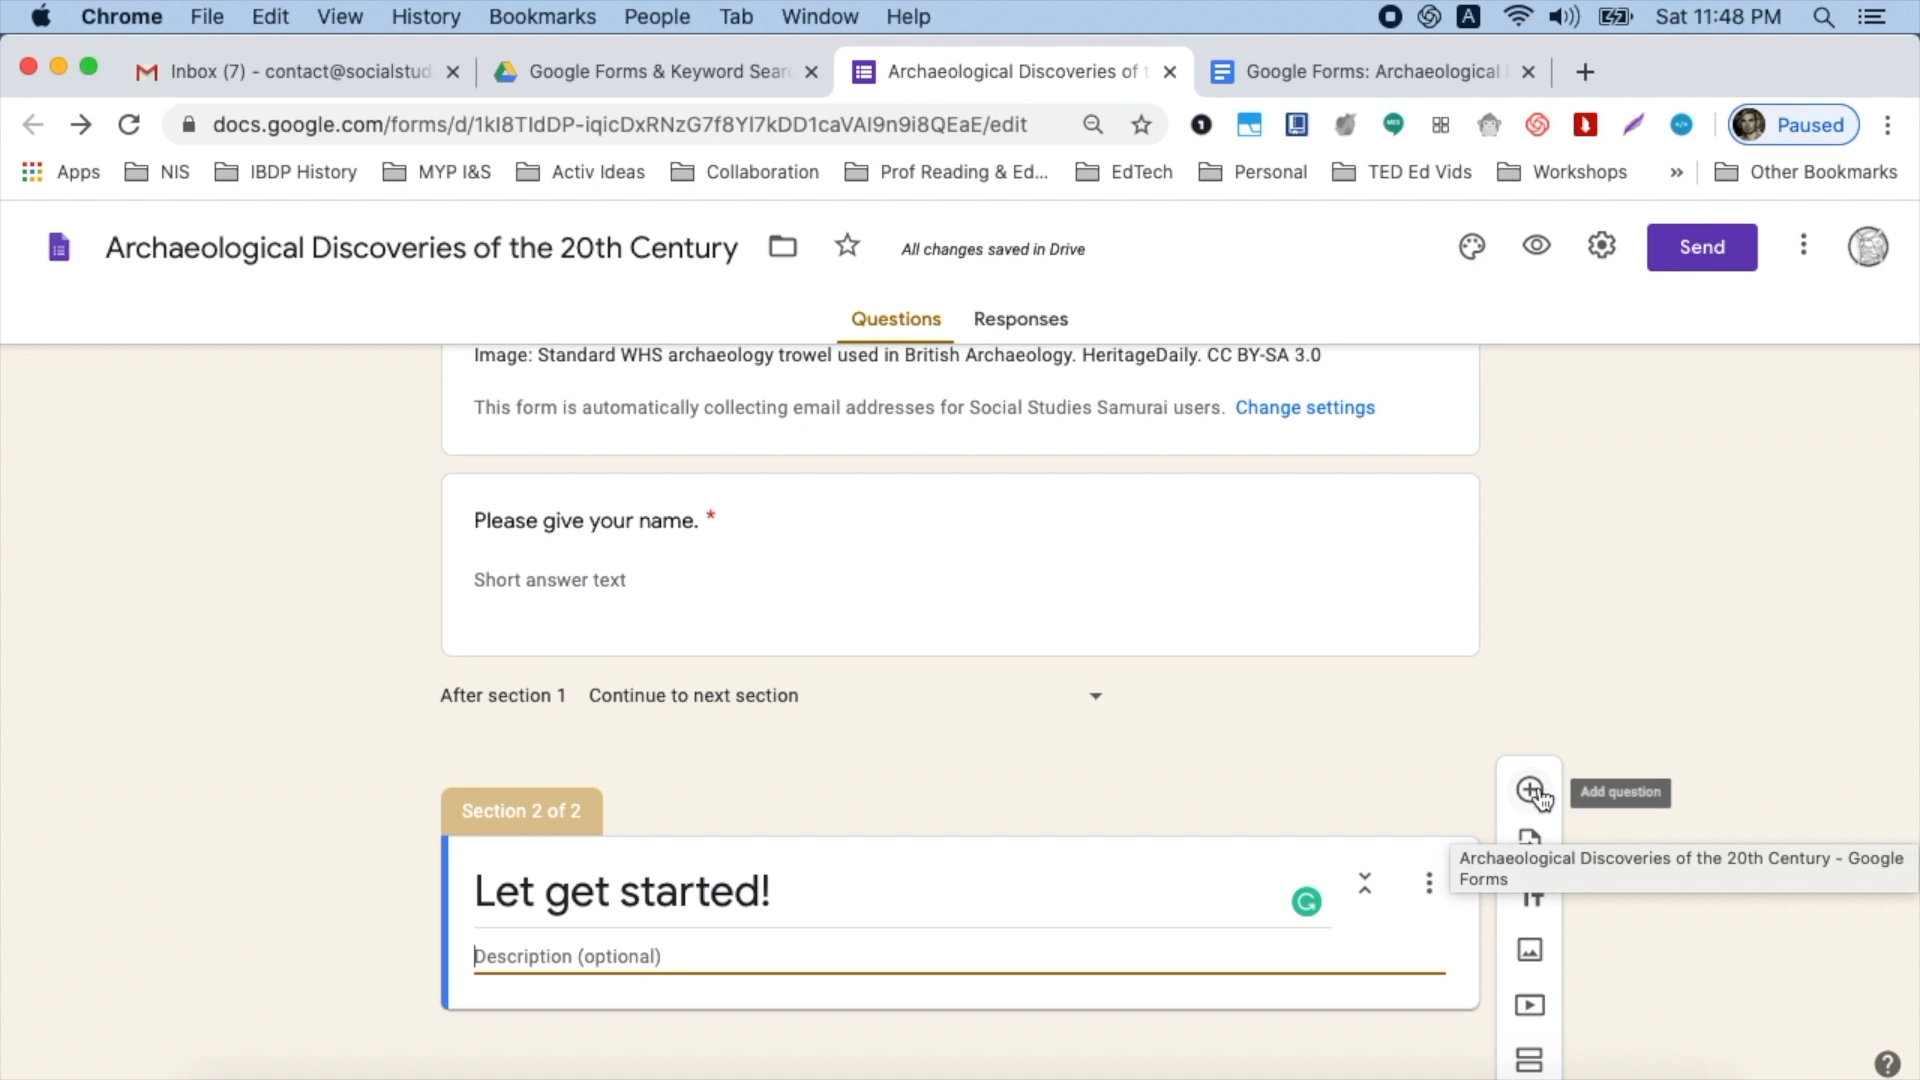 Chrome File Edit View History Bookmarks People Tab Window Help A Sat 11:48 PM
Inbox (7) - contact@socialstud Google Forms & Keyword Sear Archaeological Discoveries of t Google Forms: Archaeological
docs.google.com/forms/d/1kI8TIdDP-iqicDxRNzG7f8YI7kDD1caVAI9n9i8QEaE/edit Paused
Apps NIS IBDP History MYP I&S Activ Ideas Collaboration Prof Reading & Ed... EdTech Personal TED Ed Vids Workshops » Other Bookmarks
Archaeological Discoveries of the 20th Century All changes saved in Drive Send
Questions Responses
Image: Standard WHS archaeology trowel used in British Archaeology. HeritageDaily. CC BY-SA 3.0
This form is automatically collecting email addresses for Social Studies Samurai users. Change settings
Please give your name. *
Short answer text
After section 1 Continue to next section
Add question
Section 2 of 2
Archaeological Discoveries of the 20th Century - Google
Forms
Let get started!
Description (optional)